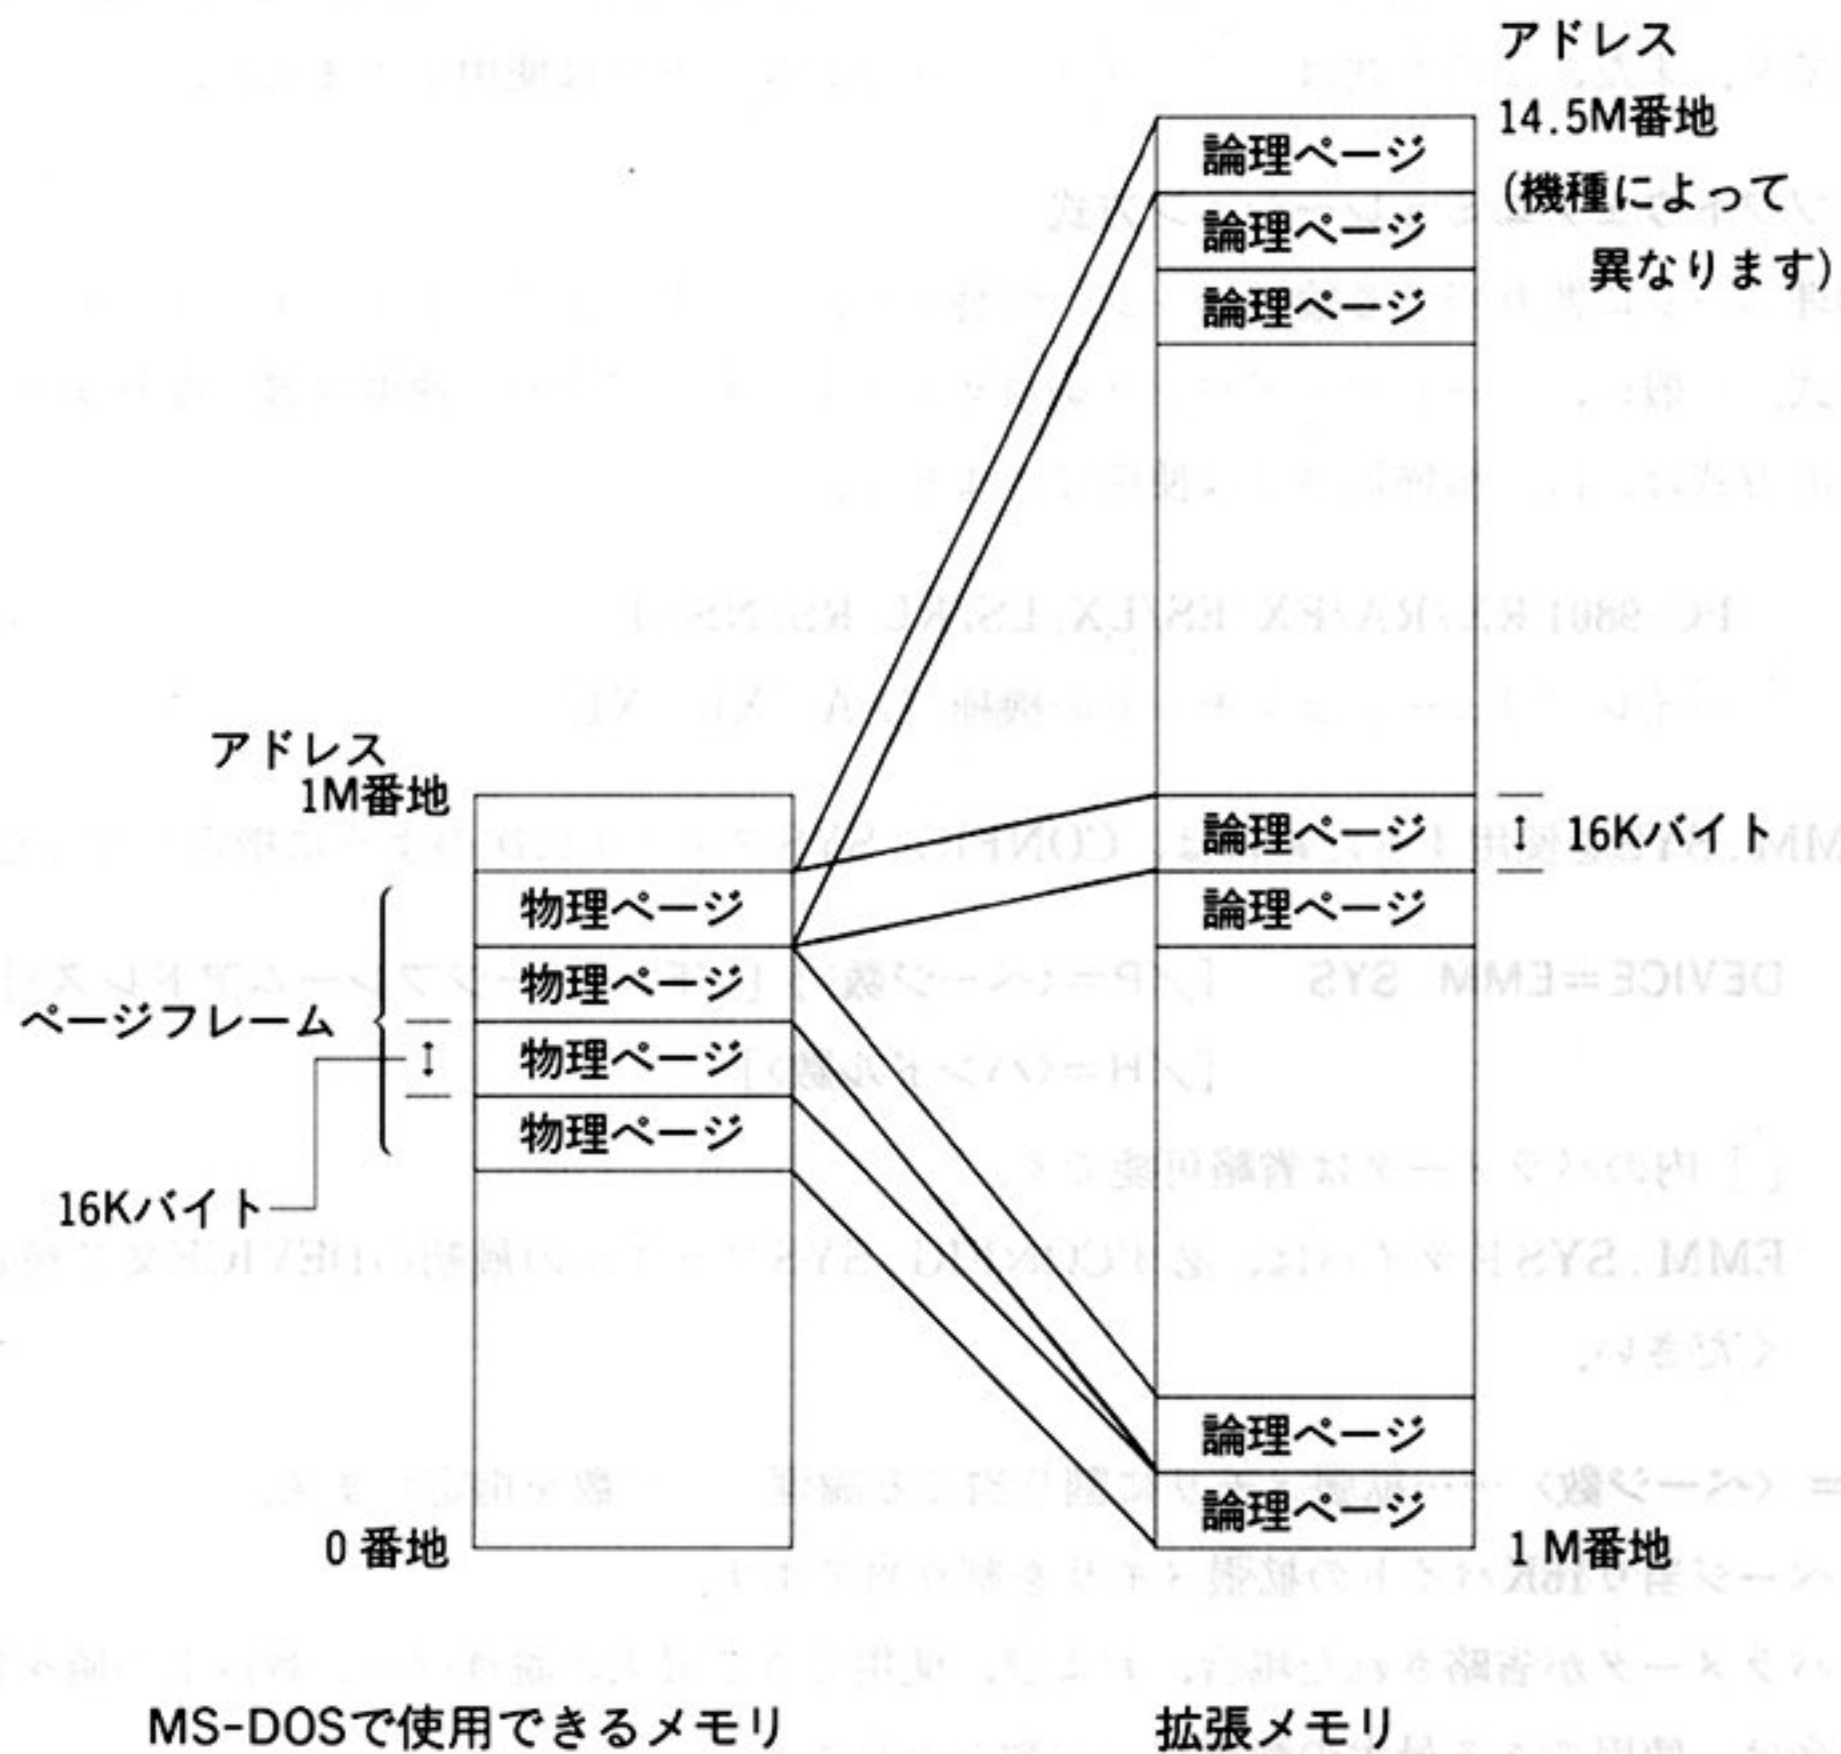 アドレス
14.5M番地
(機種によって
異なります)
論理ページ
論理ページ
論理ページ
アドレス
1M番地
論理ページ
16Kバイト
論理ページ
物理ページ
物理ページ
物理ページ
物理ページ
ページフレーム
16Kバイト
論理ページ
論理ページ
0番地
1M番地
MS-DOSで使用できるメモリ
拡張メモリ